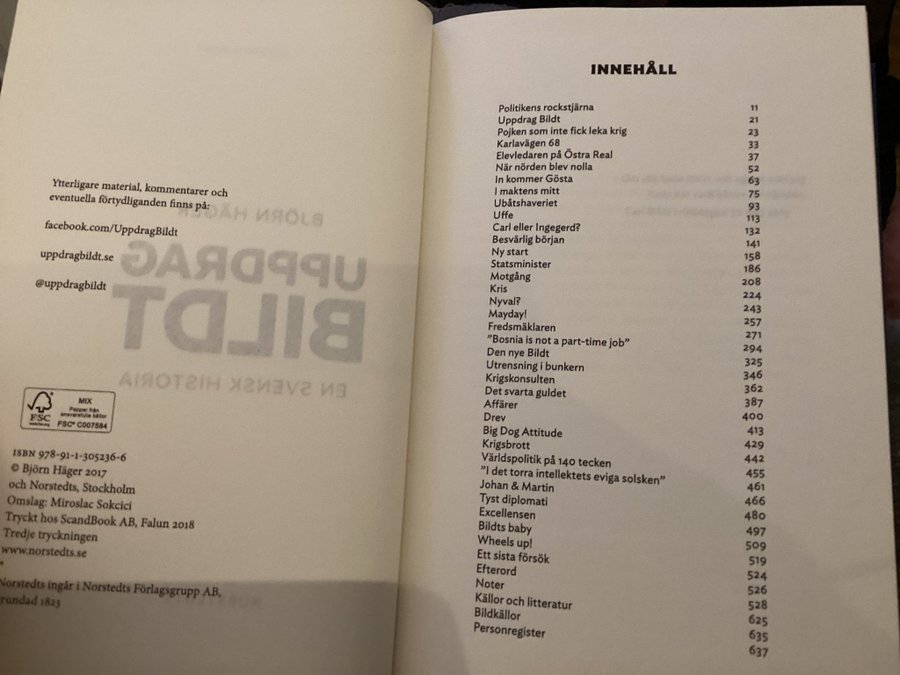 Ytterligare material, kommentarer och
eventuella förtydliganden finns på:
facebook.com/UppdragBildt
uppdragbildt.se
@uppdragbildt
BJÖRN HÄGER
UPPDRAG
BILDT
EN SVENSK HISTORIA
FSC
MIX
Papper från
ansvarsfulla källor
FSC® C007584
ISBN 978-91-1-305236-6
© Björn Häger 2017
och Norstedts, Stockholm
Omslag: Miroslac Sokcici
Tryckt hos ScandBook AB, Falun 2018
Tredje tryckningen
www.norstedts.se
*
Norstedts ingår i Norstedts Förlagsgrupp AB,
grundad 1823
INNEHÅLL
Politikens rockstjärna 11
Uppdrag Bildt 21
Pojken som inte fick leka krig 23
Karlavägen 68 33
Elevledaren på Östra Real 37
När nörden blev nolla 52
In kommer Gösta 63
I maktens mitt 75
Ubåtshaveriet 93
Uffe 113
Carl eller Ingegerd? 132
Besvärlig början 141
Ny start 158
Statsminister 186
Motgång 208
Kris 224
Nyval? 243
Mayday! 257
Fredsmäklaren 271
"Bosnia is not a part-time job" 294
Den nye Bildt 325
Utrensning i bunkern 346
Krigskonsulten 362
Det svarta guldet 387
Affärer 400
Drev 413
Big Dog Attitude 429
Krigsbrott 442
Världspolitik på 140 tecken 455
"I det torra intellektets eviga solsken" 461
Johan & Martin 466
Tyst diplomati 480
Excellensen 497
Bildts baby 509
Wheels up! 519
Ett sista försök 524
Efterord 526
Noter 528
Källor och litteratur 625
Bildkällor 635
Personregister 637